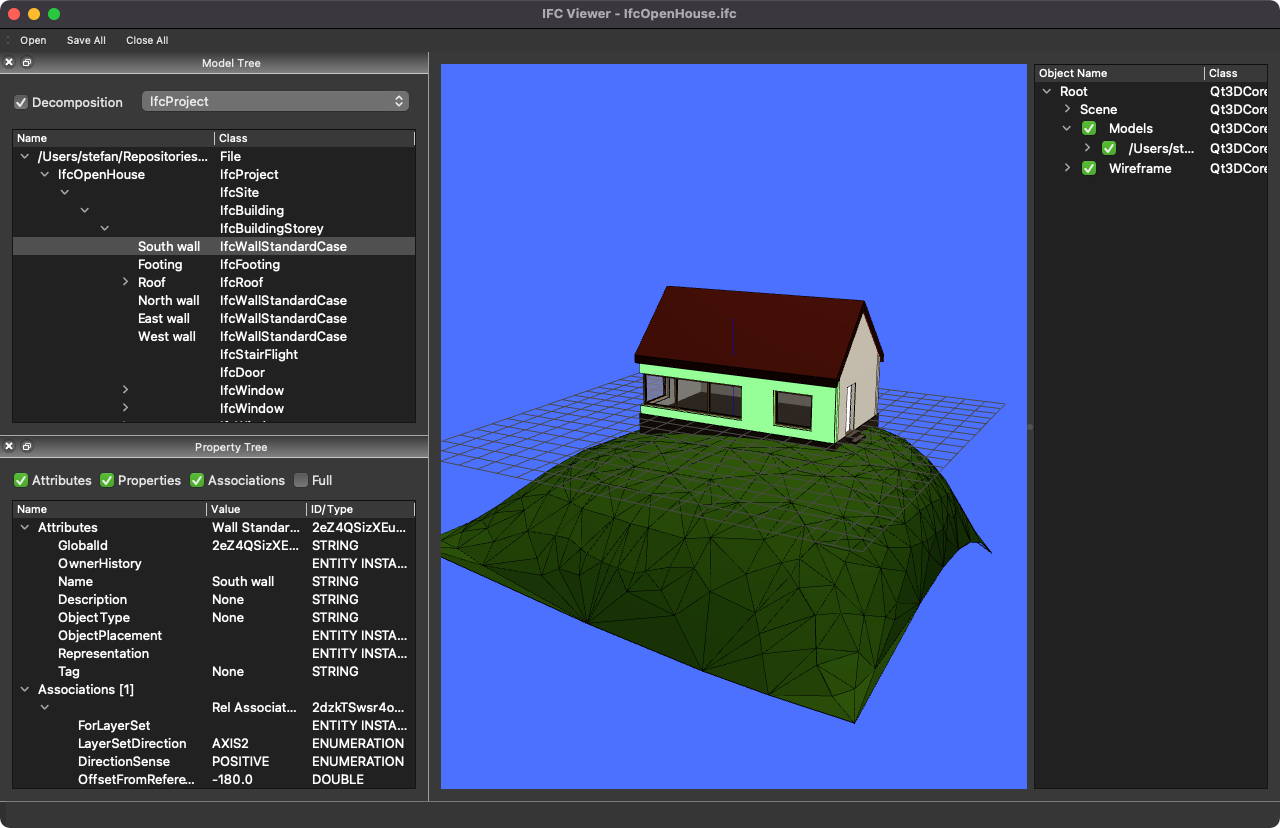 IFC Viewer - IfcOpenHouse.ifc
Open Save All Close All
Model Tree
Decomposition IfcProject
Name Class
/Users/stefan/Repositories... File
IfcOpenHouse IfcProject
IfcSite
IfcBuilding
IfcBuildingStorey
South wall IfcWallStandardCase
Footing IfcFooting
Roof IfcRoof
North wall IfcWallStandardCase
East wall IfcWallStandardCase
West wall IfcWallStandardCase
IfcStairFlight
IfcDoor
IfcWindow
IfcWindow
Property Tree
Attributes Properties Associations Full
Name Value ID/Type
Attributes Wall Standar... 2eZ4QSizXEu...
GlobalId 2eZ4QSizXE... STRING
OwnerHistory ENTITY INSTA...
Name South wall STRING
Description None STRING
ObjectType None STRING
ObjectPlacement ENTITY INSTA...
Representation ENTITY INSTA...
Tag None STRING
Associations [1]
Rel Associat... 2dzkTSwsr4o...
ForLayerSet ENTITY INSTA...
LayerSetDirection AXIS2 ENUMERATION
DirectionSense POSITIVE ENUMERATION
OffsetFromRefere... -180.0 DOUBLE
Object Name Class
Root Qt3DCore
Scene Qt3DCore
Models Qt3DCore
/Users/st... Qt3DCore
Wireframe Qt3DCore